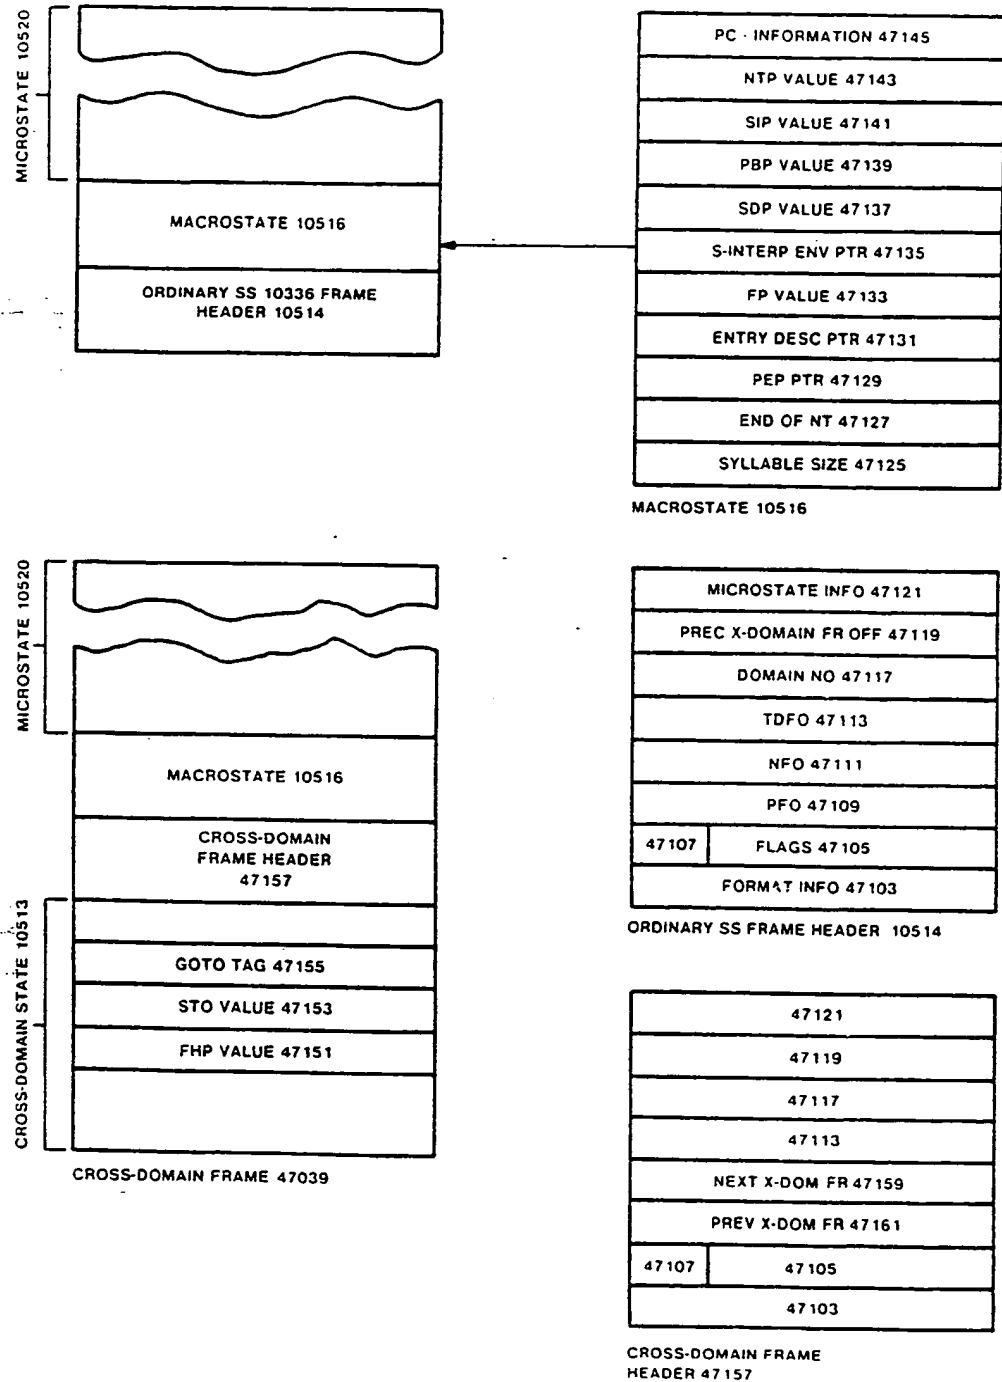 MICROSTATE 10520
MACROSTATE 10516
ORDINARY SS 10336 FRAME
HEADER 10514
PC - INFORMATION 47145
NTP VALUE 47143
SIP VALUE 47141
PBP VALUE 47139
SDP VALUE 47137
S-INTERP ENV PTR 47135
FP VALUE 47133
ENTRY DESC PTR 47131
PEP PTR 47129
END OF NT 47127
SYLLABLE SIZE 47125
MACROSTATE 10516
MICROSTATE 10520
MACROSTATE 10516
CROSS-DOMAIN
FRAME HEADER
47157
CROSS-DOMAIN STATE 10513
GOTO TAG 47155
STO VALUE 47153
FHP VALUE 47151
CROSS-DOMAIN FRAME 47039
MICROSTATE INFO 47121
PREC X-DOMAIN FR OFF 47119
DOMAIN NO 47117
TDFO 47113
NFO 47111
PFO 47109
47107 FLAGS 47105
FORMAT INFO 47103
ORDINARY SS FRAME HEADER 10514
47121
47119
47117
47113
NEXT X-DOM FR 47159
PREV X-DOM FR 47161
47107 47105
47103
CROSS-DOMAIN FRAME
HEADER 47157